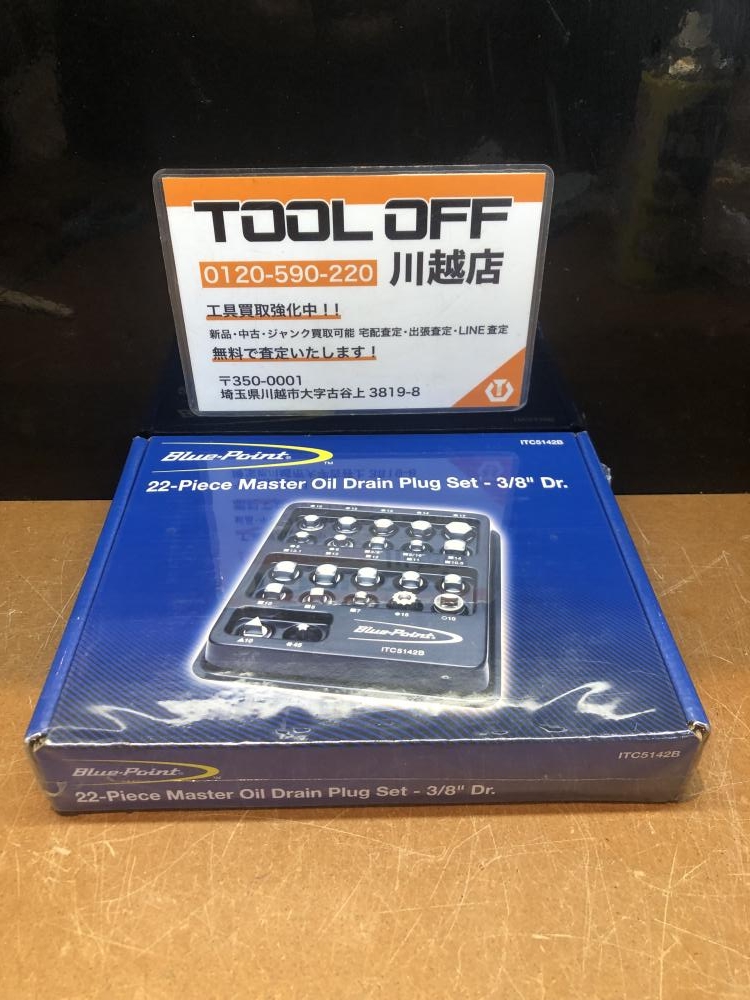 TOOL OFF
0120-590-220 川越店
工具買取強化中！！
新品・中古・ジャンク買取可能 宅配査定・出張査定・LINE査定
無料で査定いたします！
〒350-0001
埼玉県川越市大字古谷上 3819-8
Blue-Point® ITC5142B
™
22-Piece Master Oil Drain Plug Set - 3/8" Dr.
Blue-Point
ITC5142B
Blue-Point ITC5142B
22-Piece Master Oil Drain Plug Set - 3/8" Dr.